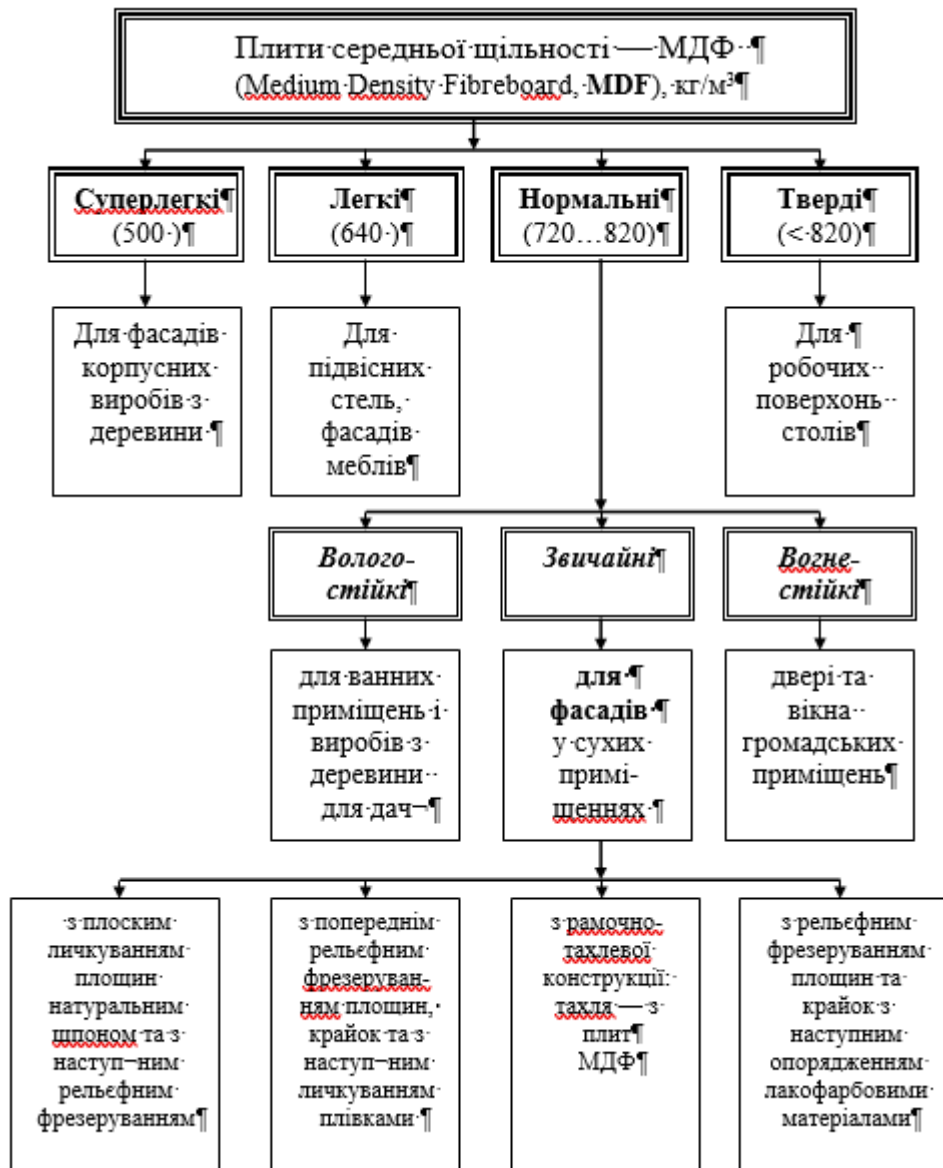 Плити середньої щільності — МДФ ¶
(Medium Density Fibreboard, MDF), кг/м³¶
Суперлегкі¶
(500 )¶
Легкі¶
(640 )¶
Нормальні¶
(720…820)¶
Тверді¶
(< 820)¶
Для фасадів
корпусних
виробів з
деревини ¶
Для
підвісних
стель,
фасадів
меблів¶
Для ¶
робочих
поверхонь
столів¶
Волого-
стійкі¶
Звичайні¶
Вогне-
стійкі¶
для ванних
приміщень і
виробів з
деревини
для дач¬¶
для ¶
фасадів ¶
у сухих
примі-
щеннях ¶
двері та
вікна
громадських
приміщень¶
з плоским
личкуванням
площин
натуральним
шпоном та з
наступ¬ним
рельєфним
фрезеруванням¶
з попереднім
рельєфним
фрезеруван-
ням площин,
крайок та з
наступ¬ним
личкуванням
плівками ¶
з рамочно-
тахлевої
конструкції:
тахля — з
плит¶
МДФ¶
з рельєфним
фрезеруванням
площин та
крайок з
наступним
опорядженням
лакофарбовими
матеріалами¶